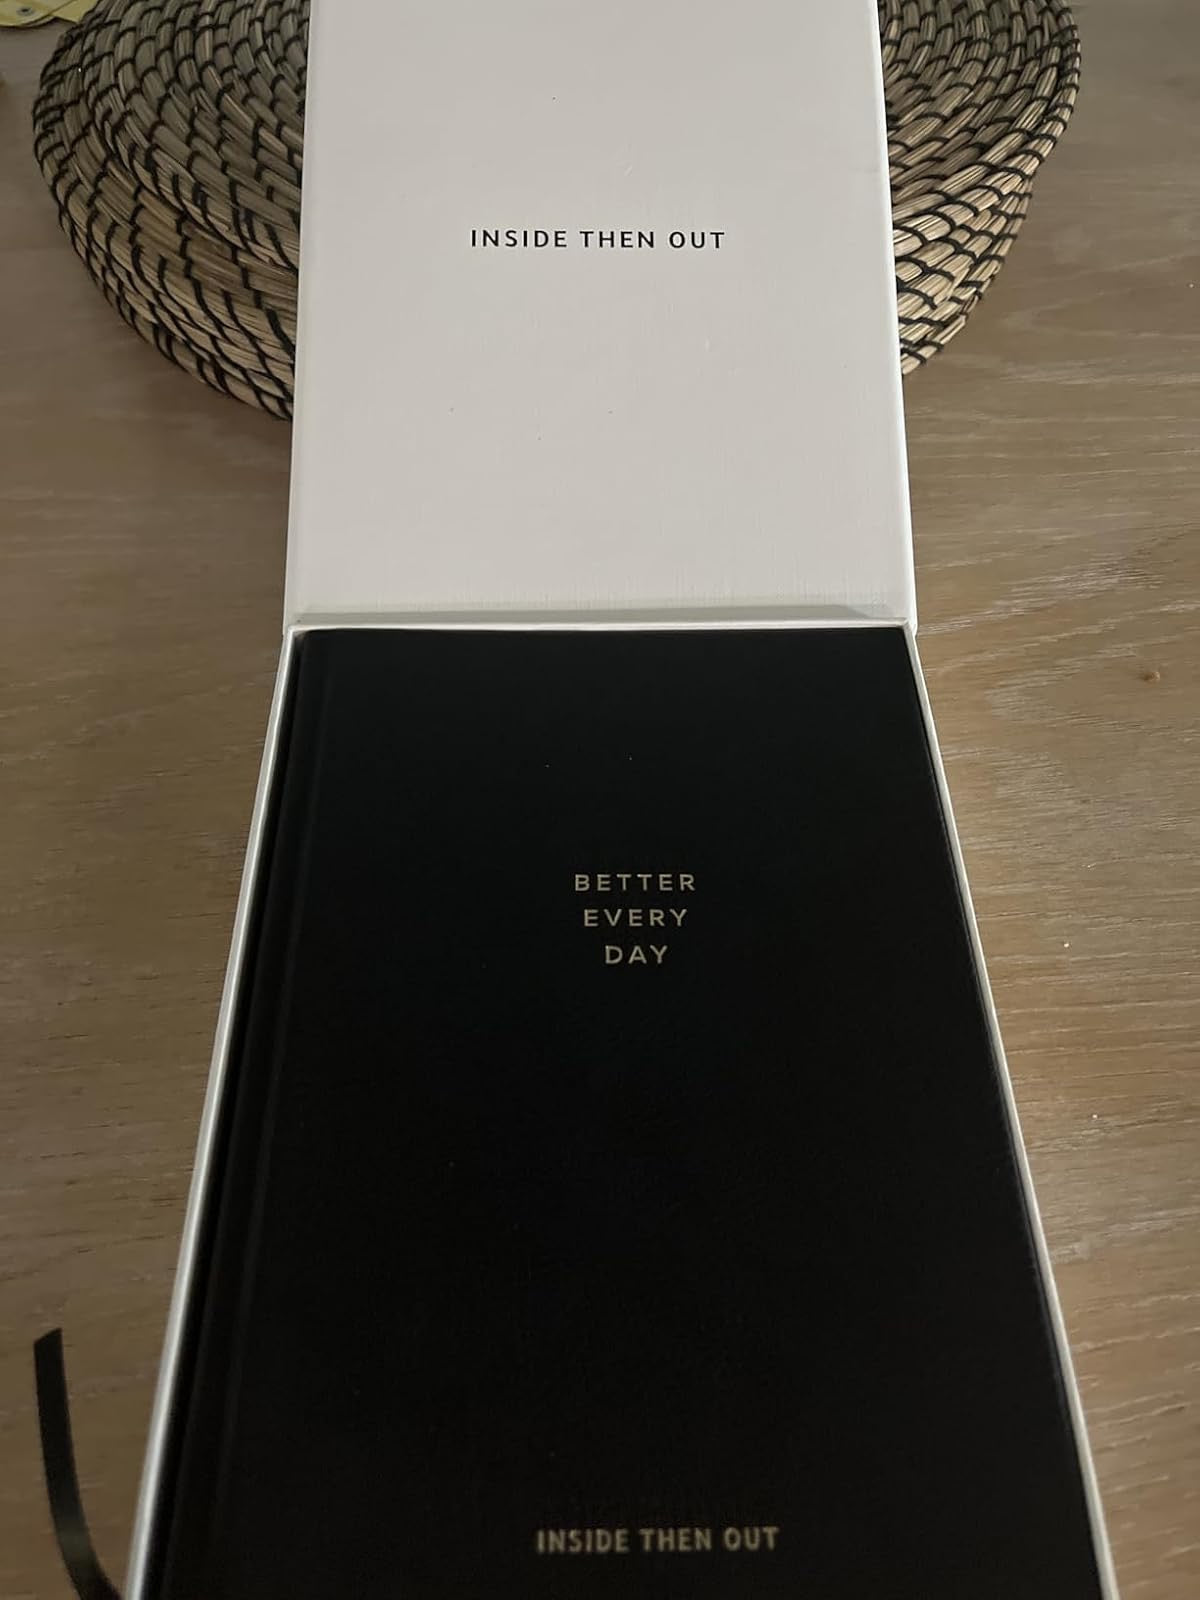 INSIDE THEN OUT
BETTER
EVERY
DAY
INSIDE THEN OUT